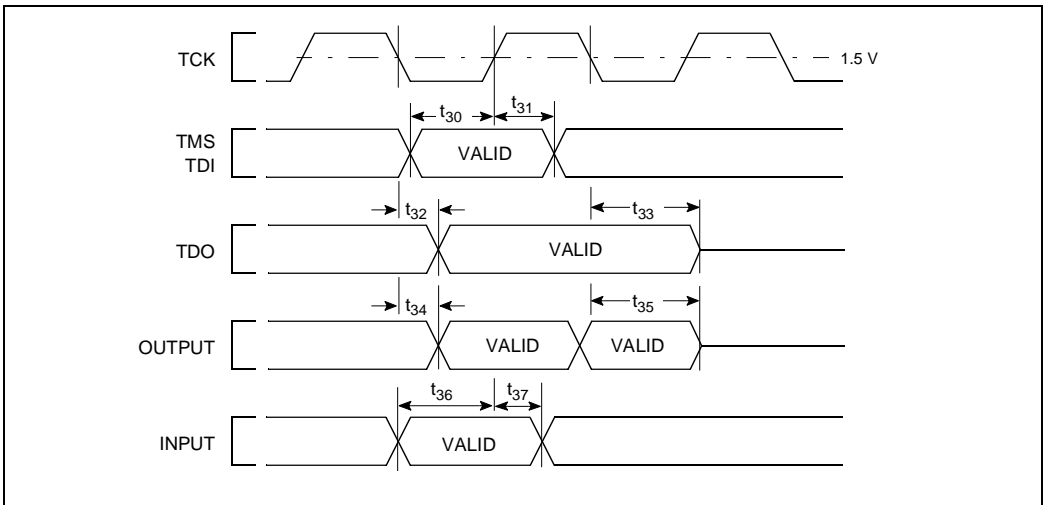 TCK
1.5 V
t30
t31
TMS
TDI
VALID
t32
t33
TDO
VALID
t34
t35
OUTPUT
VALID
VALID
t36
t37
INPUT
VALID